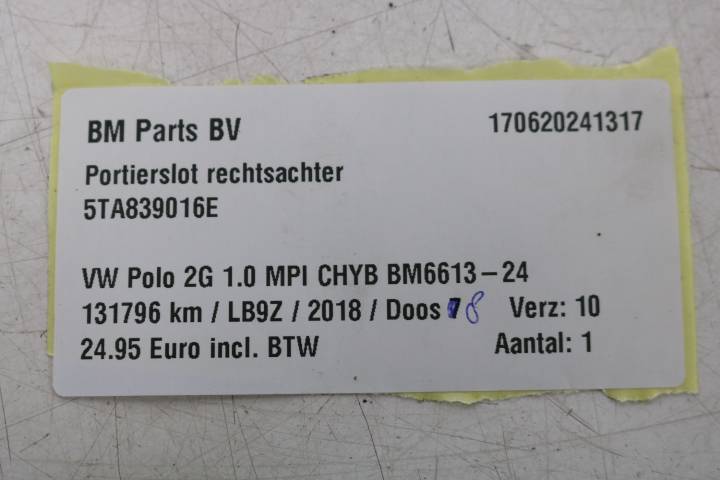 BM Parts BV 170620241317
Portierslot rechtsachter
5TA839016E
VW Polo 2G 1.0 MPI CHYB BM6613-24
131796 km / LB9Z / 2018 / Doos 8 Verz: 10
24.95 Euro incl. BTW Aantal: 1